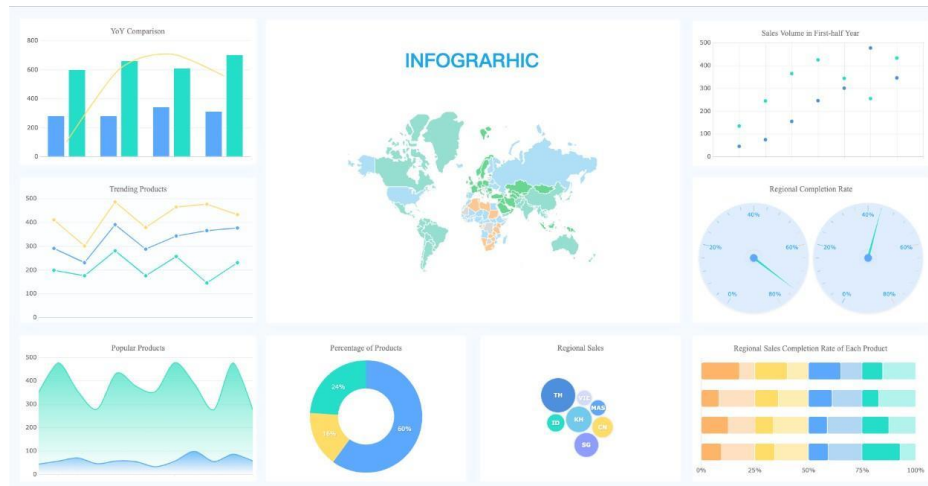 YoY Comparison
800
600
400
200
0
INFOGRARHIC
Sales Volume in First-half Year
500
400
300
200
100
0
Trending Products
500
400
300
200
100
0
Regional Completion Rate
40%
20%
60%
0%
80%
40%
20%
60%
0%
80%
Popular Products
500
400
300
200
100
0
Percentage of Products
24%
16%
60%
Regional Sales
TH
MAS
ID
KH
CN
SG
Regional Sales Completion Rate of Each Product
0%
25%
50%
75%
100%